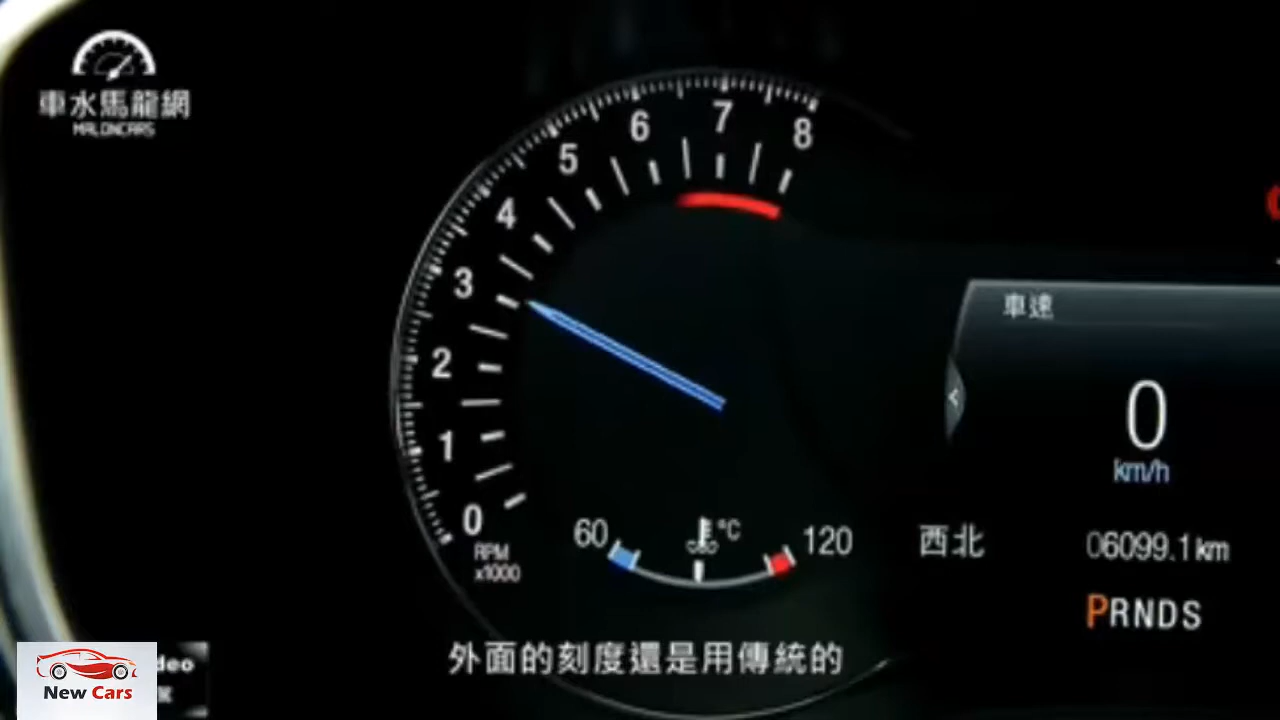 車水馬龍網
MALONCARS
8
7
6
5
4
3
2
1
0
RPM
x1000
60
°C
120
車速
0
km/h
西北
06099.1 km
PRNDS
外面的刻度還是用傳統的
deo
New Cars